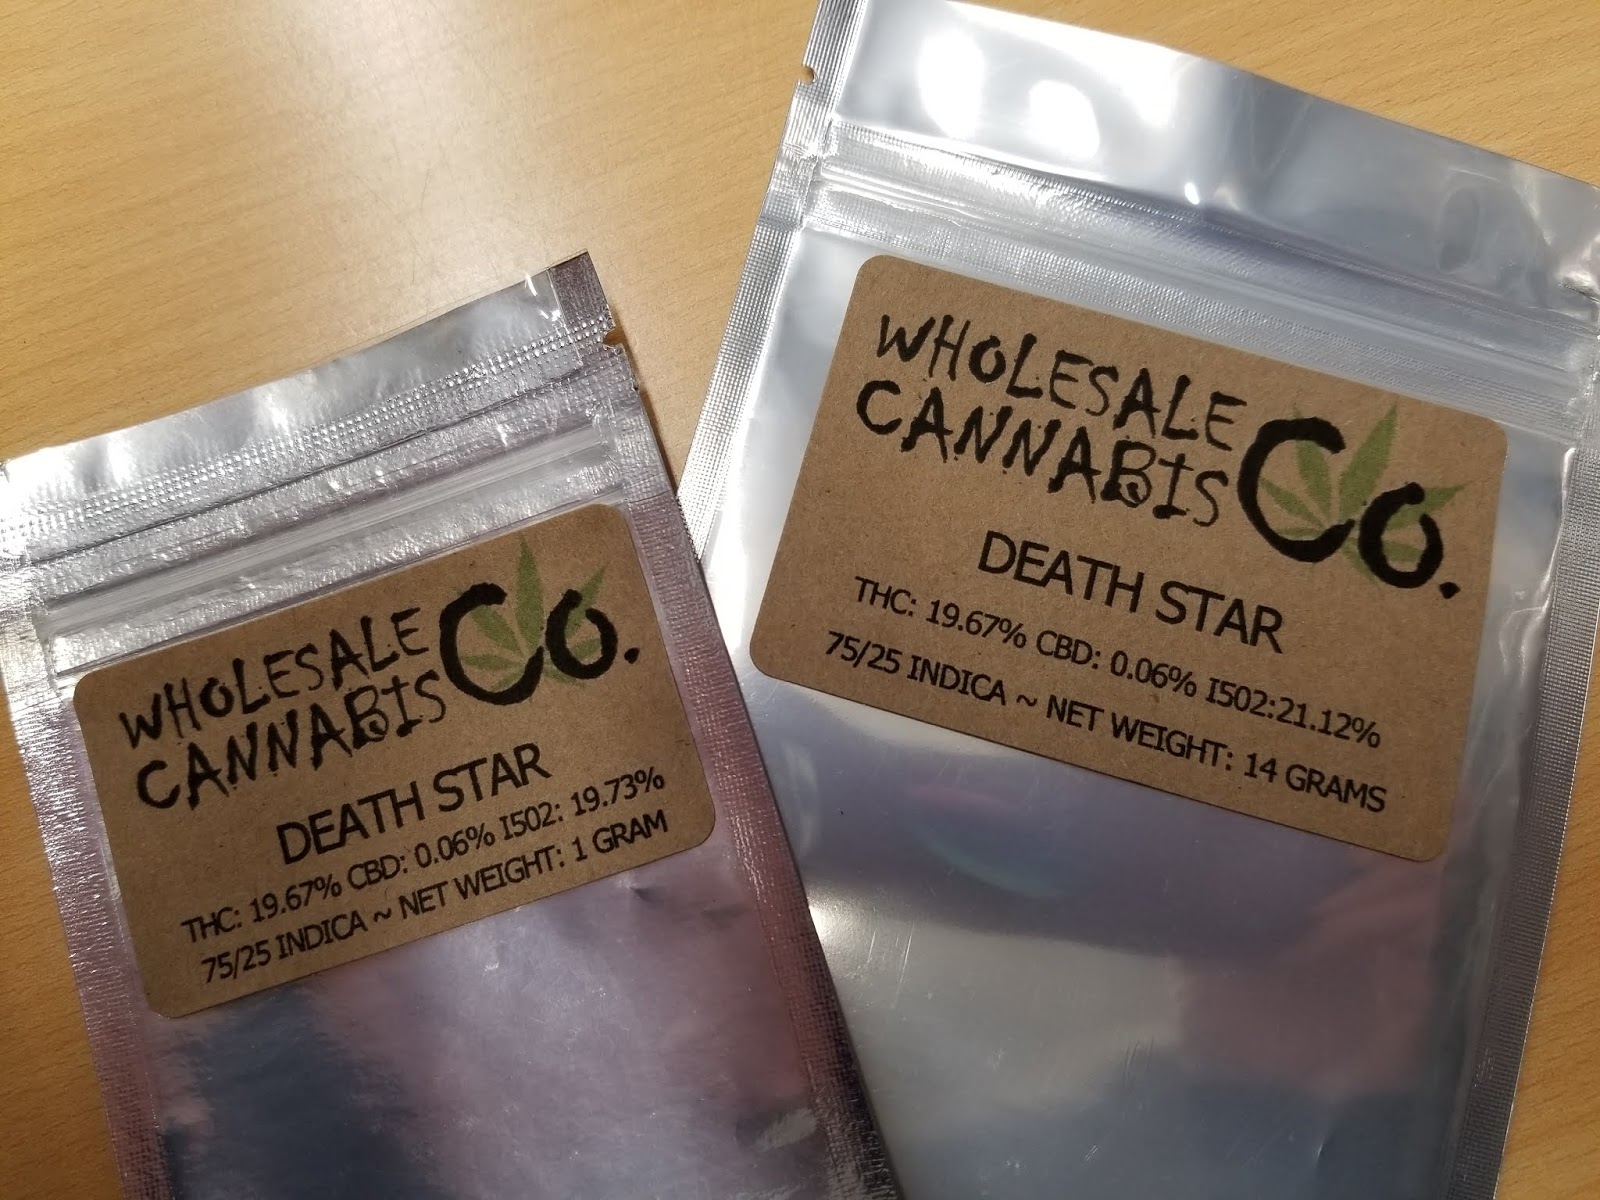 WHOLESALE
CANNABIS Co.
DEATH STAR
THC: 19.67% CBD: 0.06% I502: 19.73%
75/25 INDICA ~ NET WEIGHT: 1 GRAM
WHOLESALE
CANNABIS Co.
DEATH STAR
THC: 19.67% CBD: 0.06% I502:21.12%
75/25 INDICA ~ NET WEIGHT: 14 GRAMS